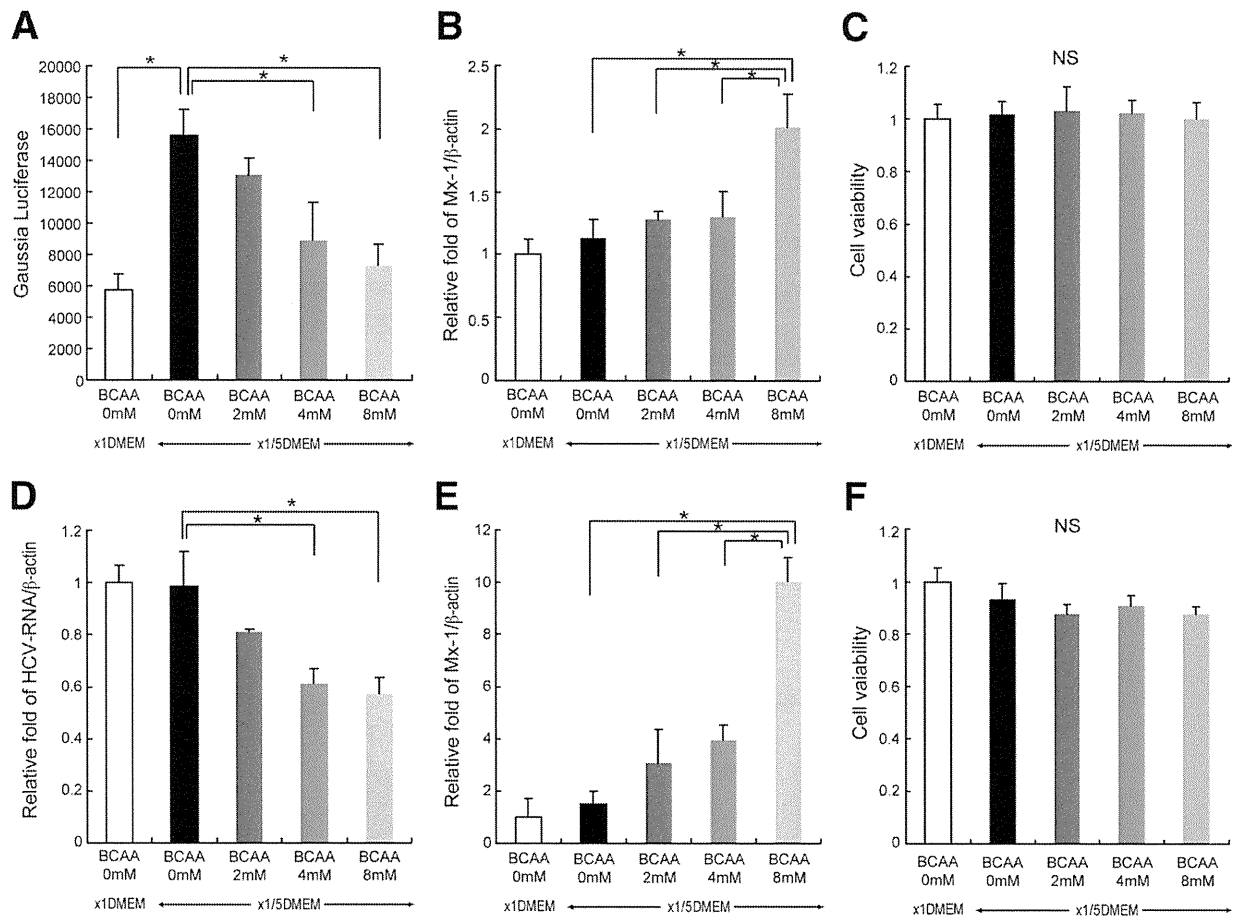 A
20000
18000
16000
14000
12000
10000
8000
6000
4000
2000
0
Gaussia Luciferase
*
*
*
BCAA BCAA BCAA BCAA BCAA
0mM 0mM 2mM 4mM 8mM
x1DMEM x1/5DMEM
B
2.5
2
1.5
1
0.5
0
Relative fold of Mx-1/β-actin
*
*
*
BCAA BCAA BCAA BCAA BCAA
0mM 0mM 2mM 4mM 8mM
x1DMEM x1/5DMEM
C
NS
1.2
1
0.8
0.6
0.4
0.2
0
Cell vaiability
BCAA BCAA BCAA BCAA BCAA
0mM 0mM 2mM 4mM 8mM
x1DMEM x1/5DMEM
D
1.2
1
0.8
0.6
0.4
0.2
0
Relative fold of HCV-RNA/β-actin
*
*
BCAA BCAA BCAA BCAA BCAA
0mM 0mM 2mM 4mM 8mM
x1DMEM x1/5DMEM
E
12
10
8
6
4
2
0
Relative fold of Mx-1/β-actin
*
*
*
BCAA BCAA BCAA BCAA BCAA
0mM 0mM 2mM 4mM 8mM
x1DMEM x1/5DMEM
F
NS
1.2
1
0.8
0.6
0.4
0.2
0
Cell vaiability
BCAA BCAA BCAA BCAA BCAA
0mM 0mM 2mM 4mM 8mM
x1DMEM x1/5DMEM